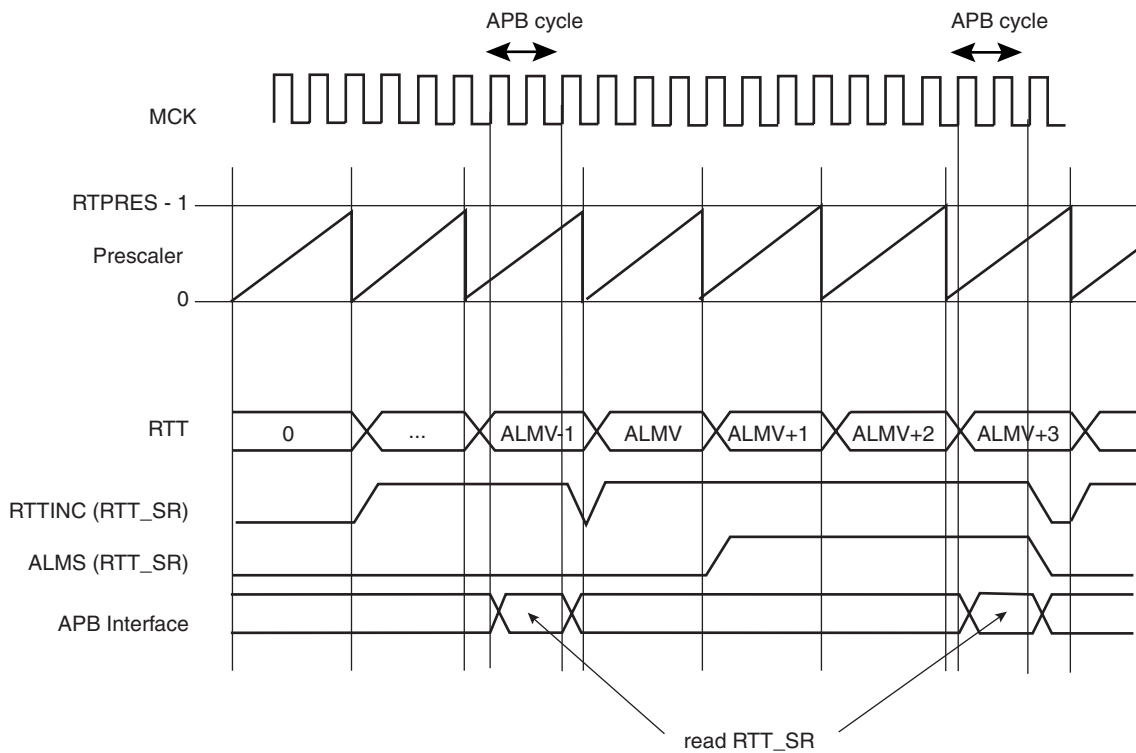 APB cycle
APB cycle
MCK
RTPRES - 1
Prescaler
0
RTT
0
...
ALMV-1
ALMV
ALMV+1
ALMV+2
ALMV+3
RTTINC (RTT_SR)
ALMS (RTT_SR)
APB Interface
read RTT_SR